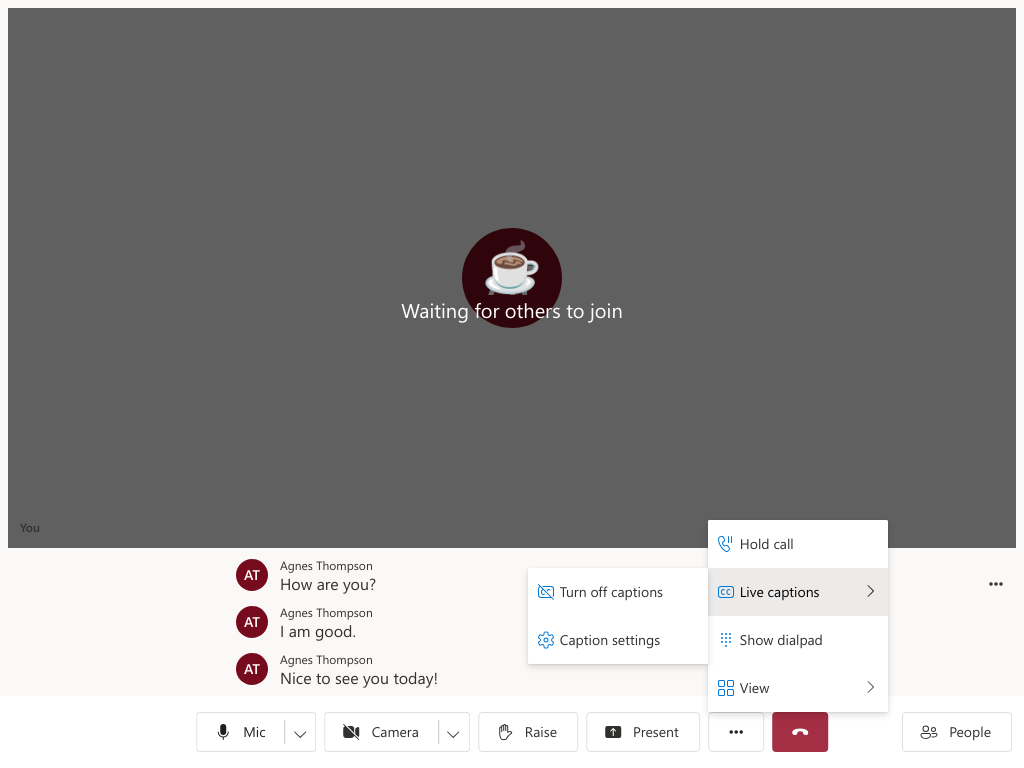 Waiting for others to join
You
AT
Agnes Thompson
How are you?
AT
Agnes Thompson
I am good.
AT
Agnes Thompson
Nice to see you today!
Turn off captions
Caption settings
Hold call
CC Live captions
Show dialpad
View
Mic
Camera
Raise
Present
People